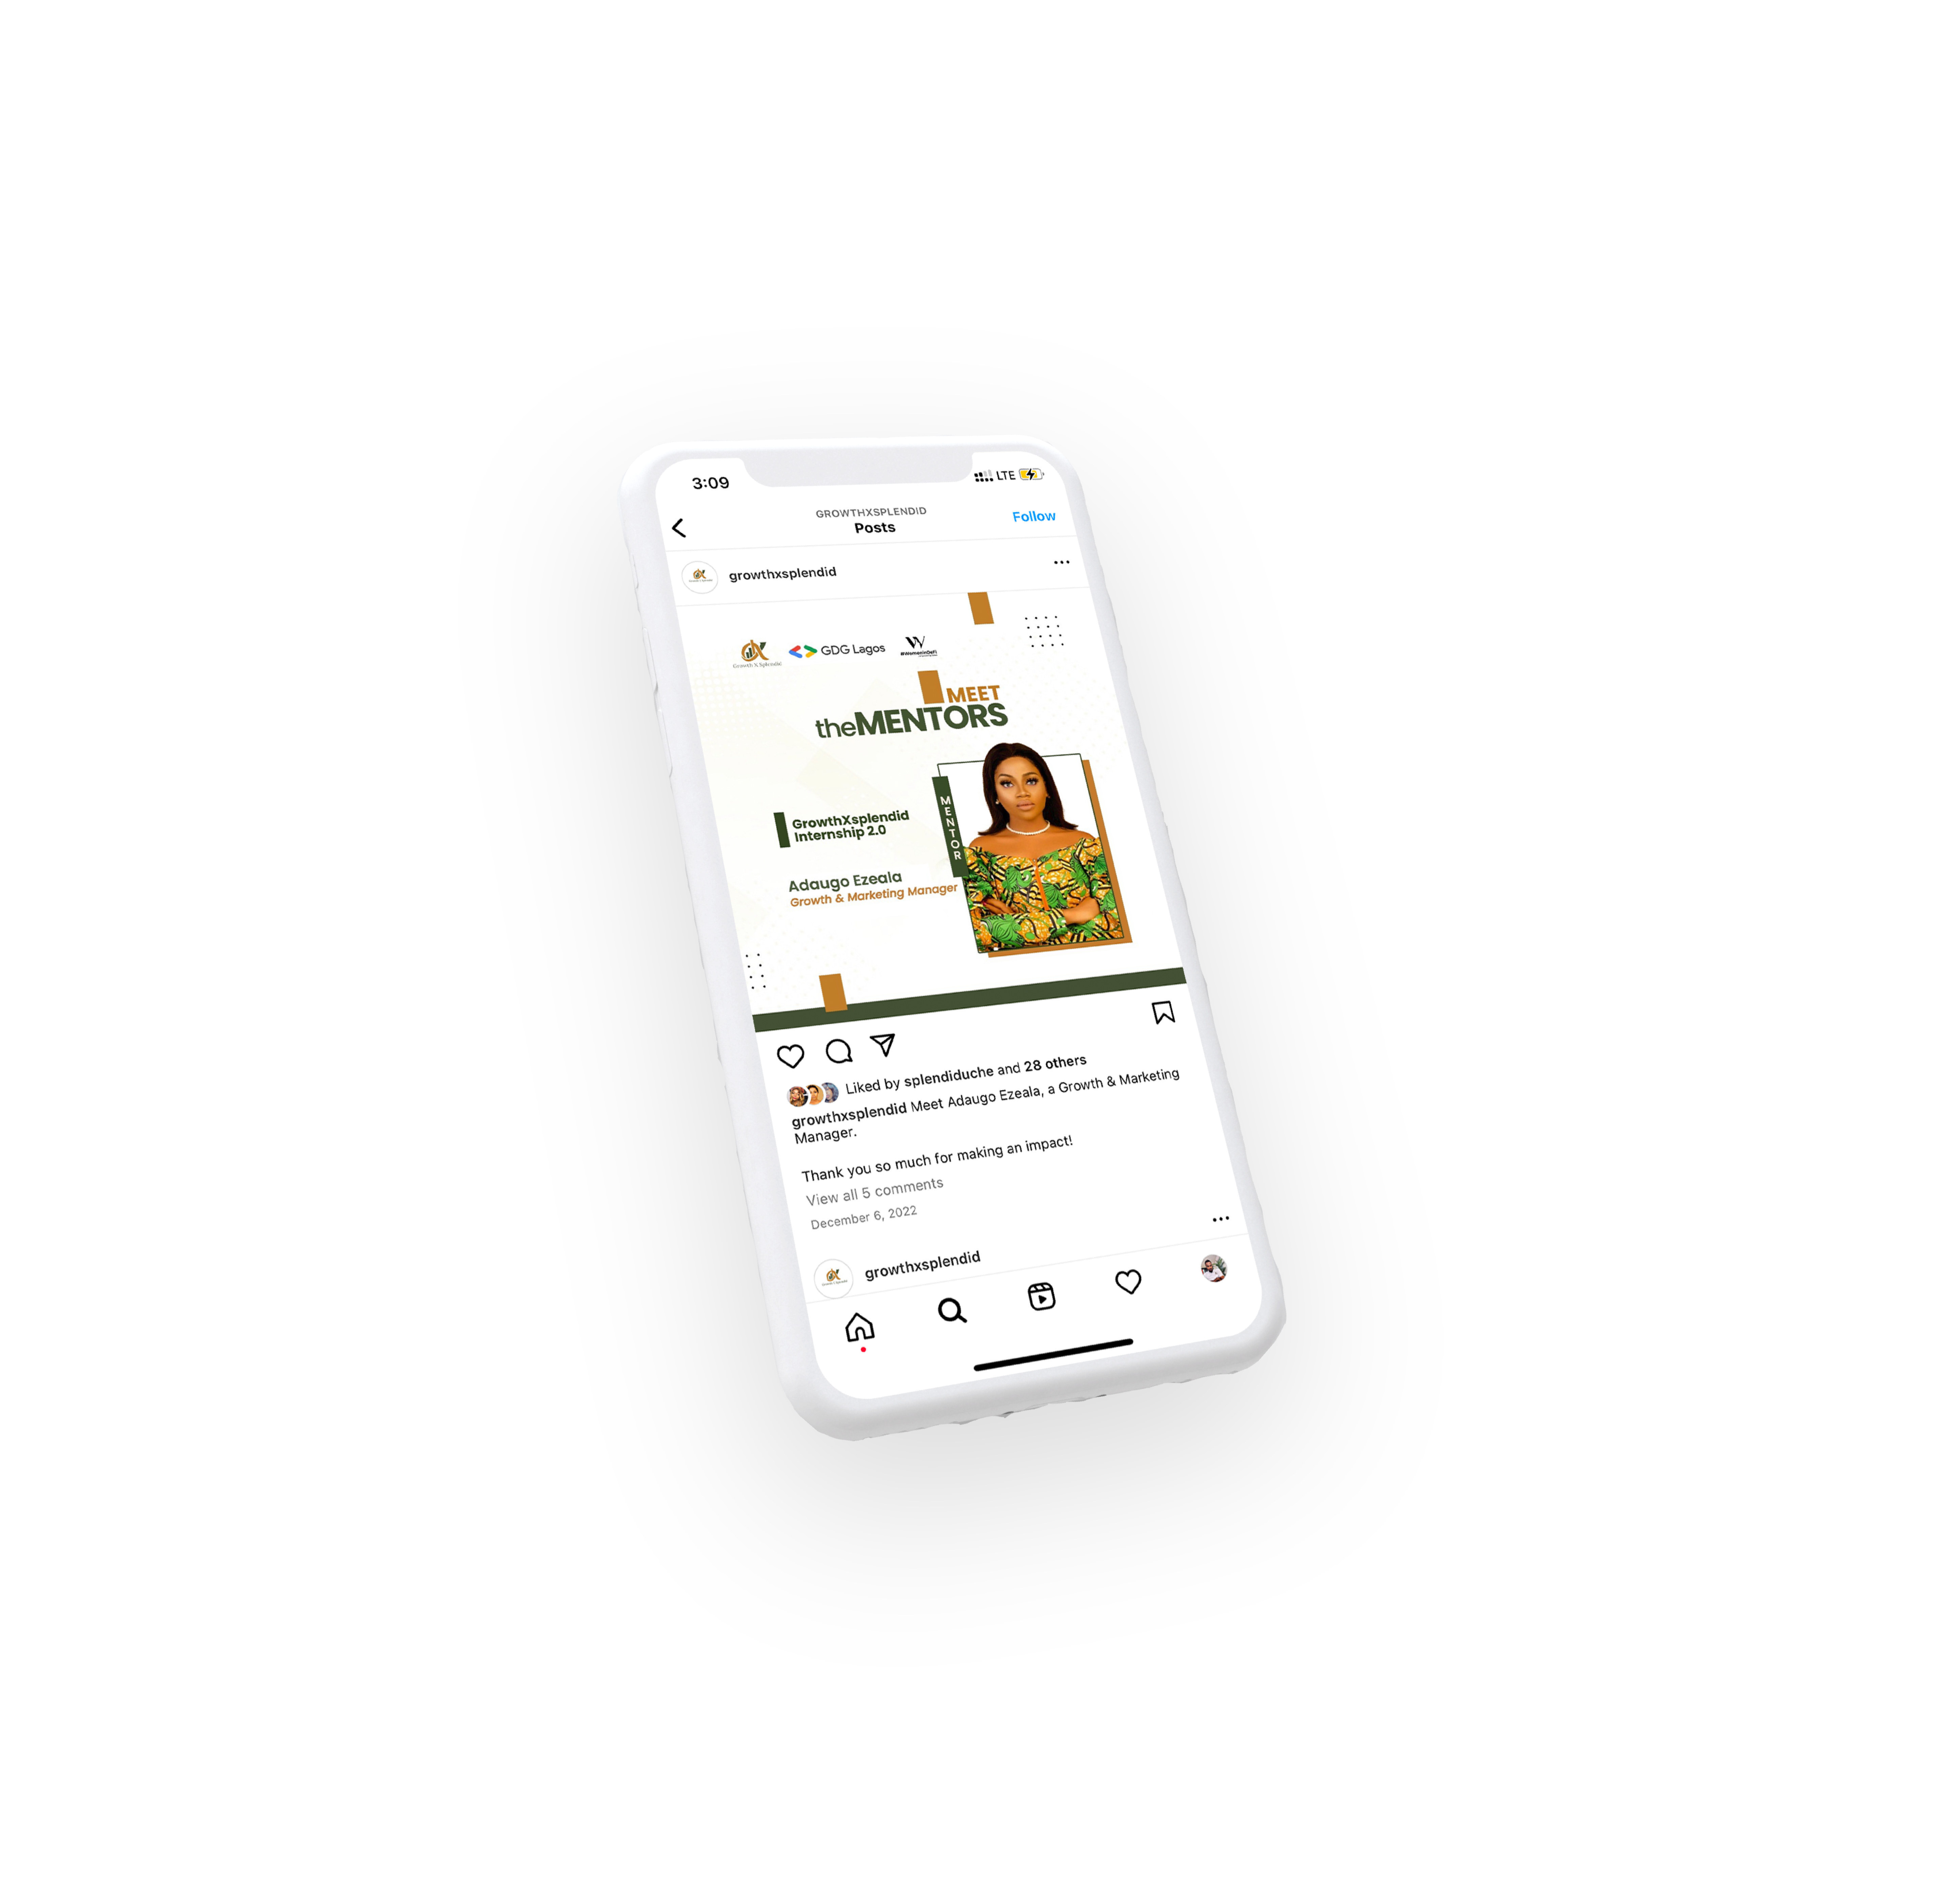 3:09
LTE
GROWTHXSPLENDID
Posts
Follow
growthxsplendid
Growth X Splendid
GDG Lagos
#WomeninDeFi
MEET
theMENTORS
MENTOR
GrowthXsplendid
Internship 2.0
Adaugo Ezeala
Growth & Marketing Manager
Liked by splendiduche and 28 others
growthxsplendid Meet Adaugo Ezeala, a Growth & Marketing
Manager.
Thank you so much for making an impact!
View all 5 comments
December 6, 2022
growthxsplendid